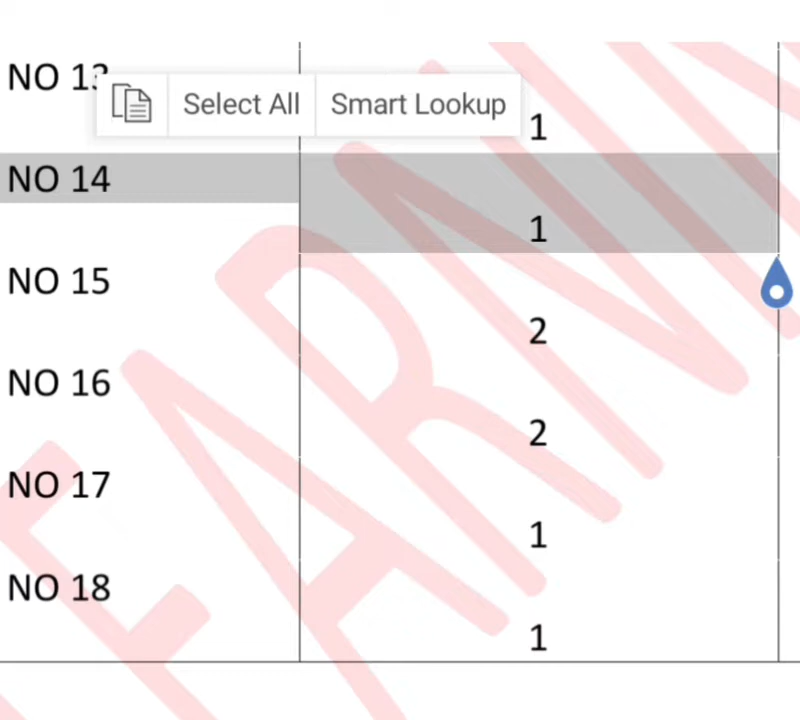 NO 13
Select All Smart Lookup
1
NO 14
1
NO 15
2
NO 16
2
NO 17
1
NO 18
1